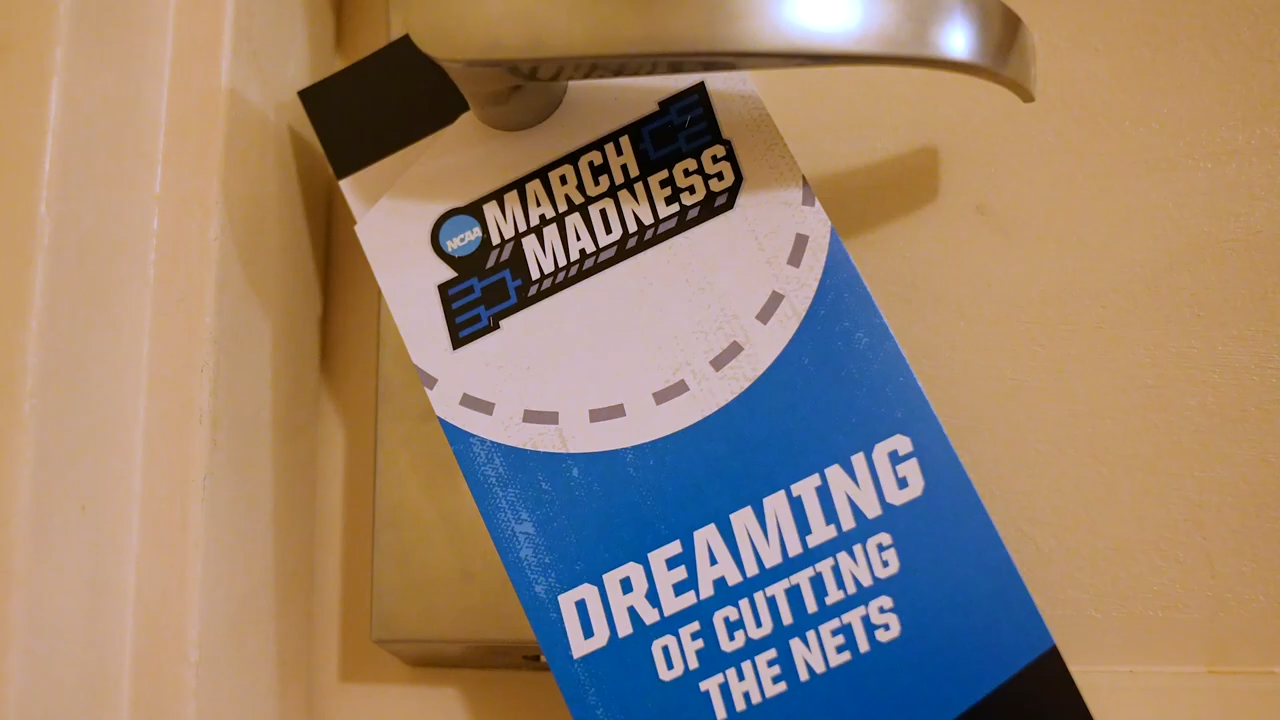 NCAA
MARCH
MADNESS
DREAMING
OF CUTTING
THE NETS